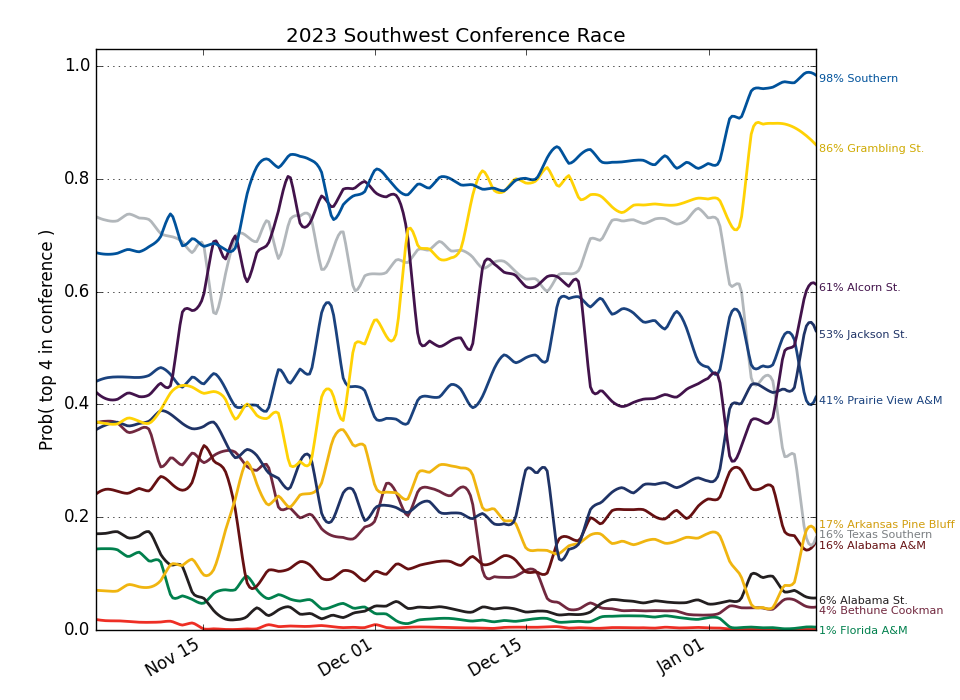 2023 Southwest Conference Race
Prob( top 4 in conference )
1.0
0.8
0.6
0.4
0.2
0.0
Nov 15
Dec 01
Dec 15
Jan 01
98% Southern
86% Grambling St.
61% Alcorn St.
53% Jackson St.
41% Prairie View A&M
17% Arkansas Pine Bluff
16% Texas Southern
16% Alabama A&M
6% Alabama St.
4% Bethune Cookman
1% Florida A&M